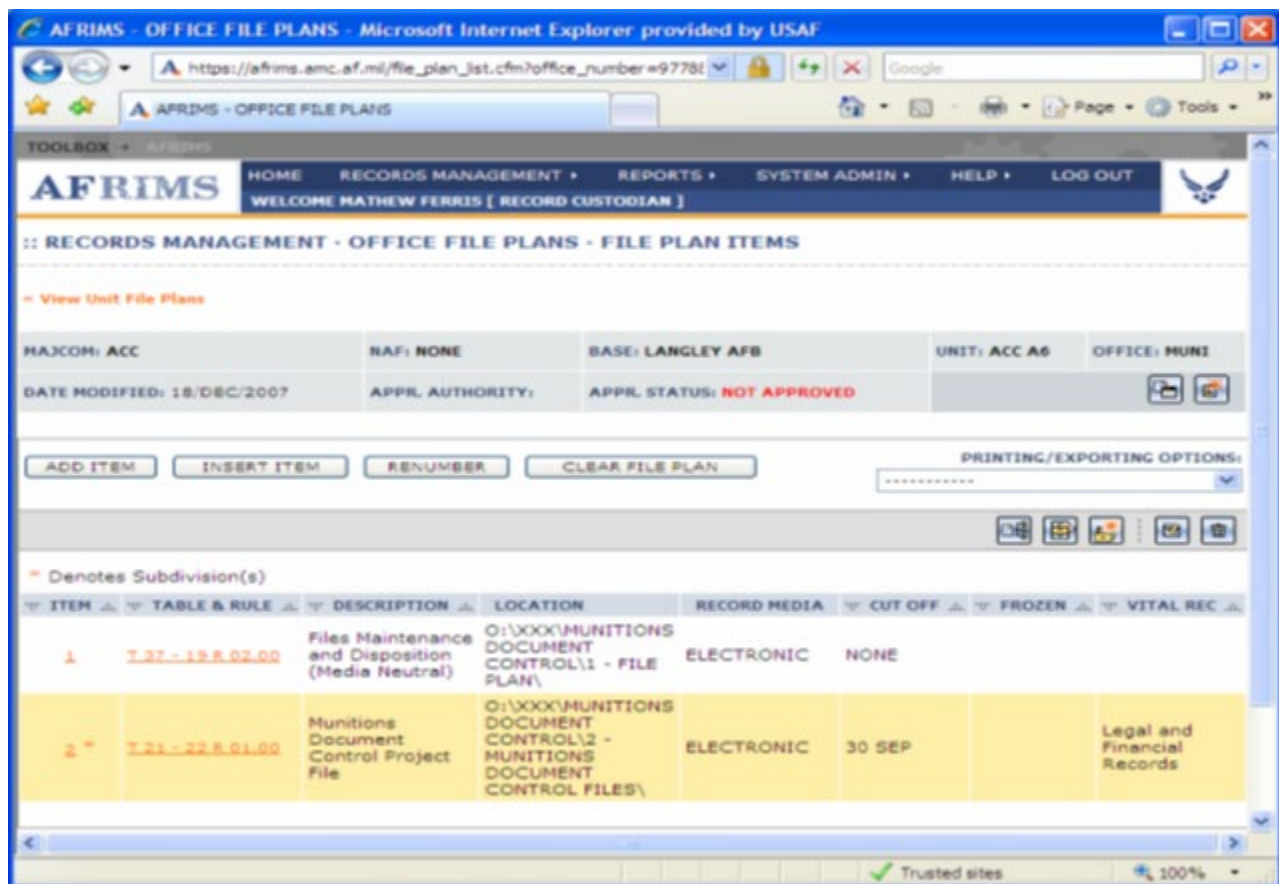 AFRIMS - OFFICE FILE PLANS - Microsoft Internet Explorer provided by USAF
https://afrims.amc.af.mil/file_plan_list.cfm?office_number=9778
Google
AFRIMS - OFFICE FILE PLANS
Page Tools
TOOLBOX AFRIMS
AFRIMS
HOME RECORDS MANAGEMENT REPORTS SYSTEM ADMIN HELP LOG OUT
WELCOME MATHEW FERRIS [ RECORD CUSTODIAN ]
:: RECORDS MANAGEMENT - OFFICE FILE PLANS - FILE PLAN ITEMS
View Unit File Plans
MAJCOM: ACC NAF: NONE BASE: LANGLEY AFB UNIT: ACC A6 OFFICE: MUNI
DATE MODIFIED: 18/DEC/2007 APPR. AUTHORITY: APPR. STATUS: NOT APPROVED
ADD ITEM INSERT ITEM RENUMBER CLEAR FILE PLAN
PRINTING/EXPORTING OPTIONS:
-----------
* Denotes Subdivision(s)
ITEM TABLE & RULE DESCRIPTION LOCATION RECORD MEDIA CUT OFF FROZEN VITAL REC
1 T 37 - 19 R 02.00 Files Maintenance and Disposition (Media Neutral) O:\XXX\MUNITIONS DOCUMENT CONTROL\1 - FILE PLAN\ ELECTRONIC NONE
2 * T 21 - 22 R 01.00 Munitions Document Control Project File O:\XXX\MUNITIONS DOCUMENT CONTROL\2 - MUNITIONS DOCUMENT CONTROL FILES\ ELECTRONIC 30 SEP Legal and Financial Records
Trusted sites 100%